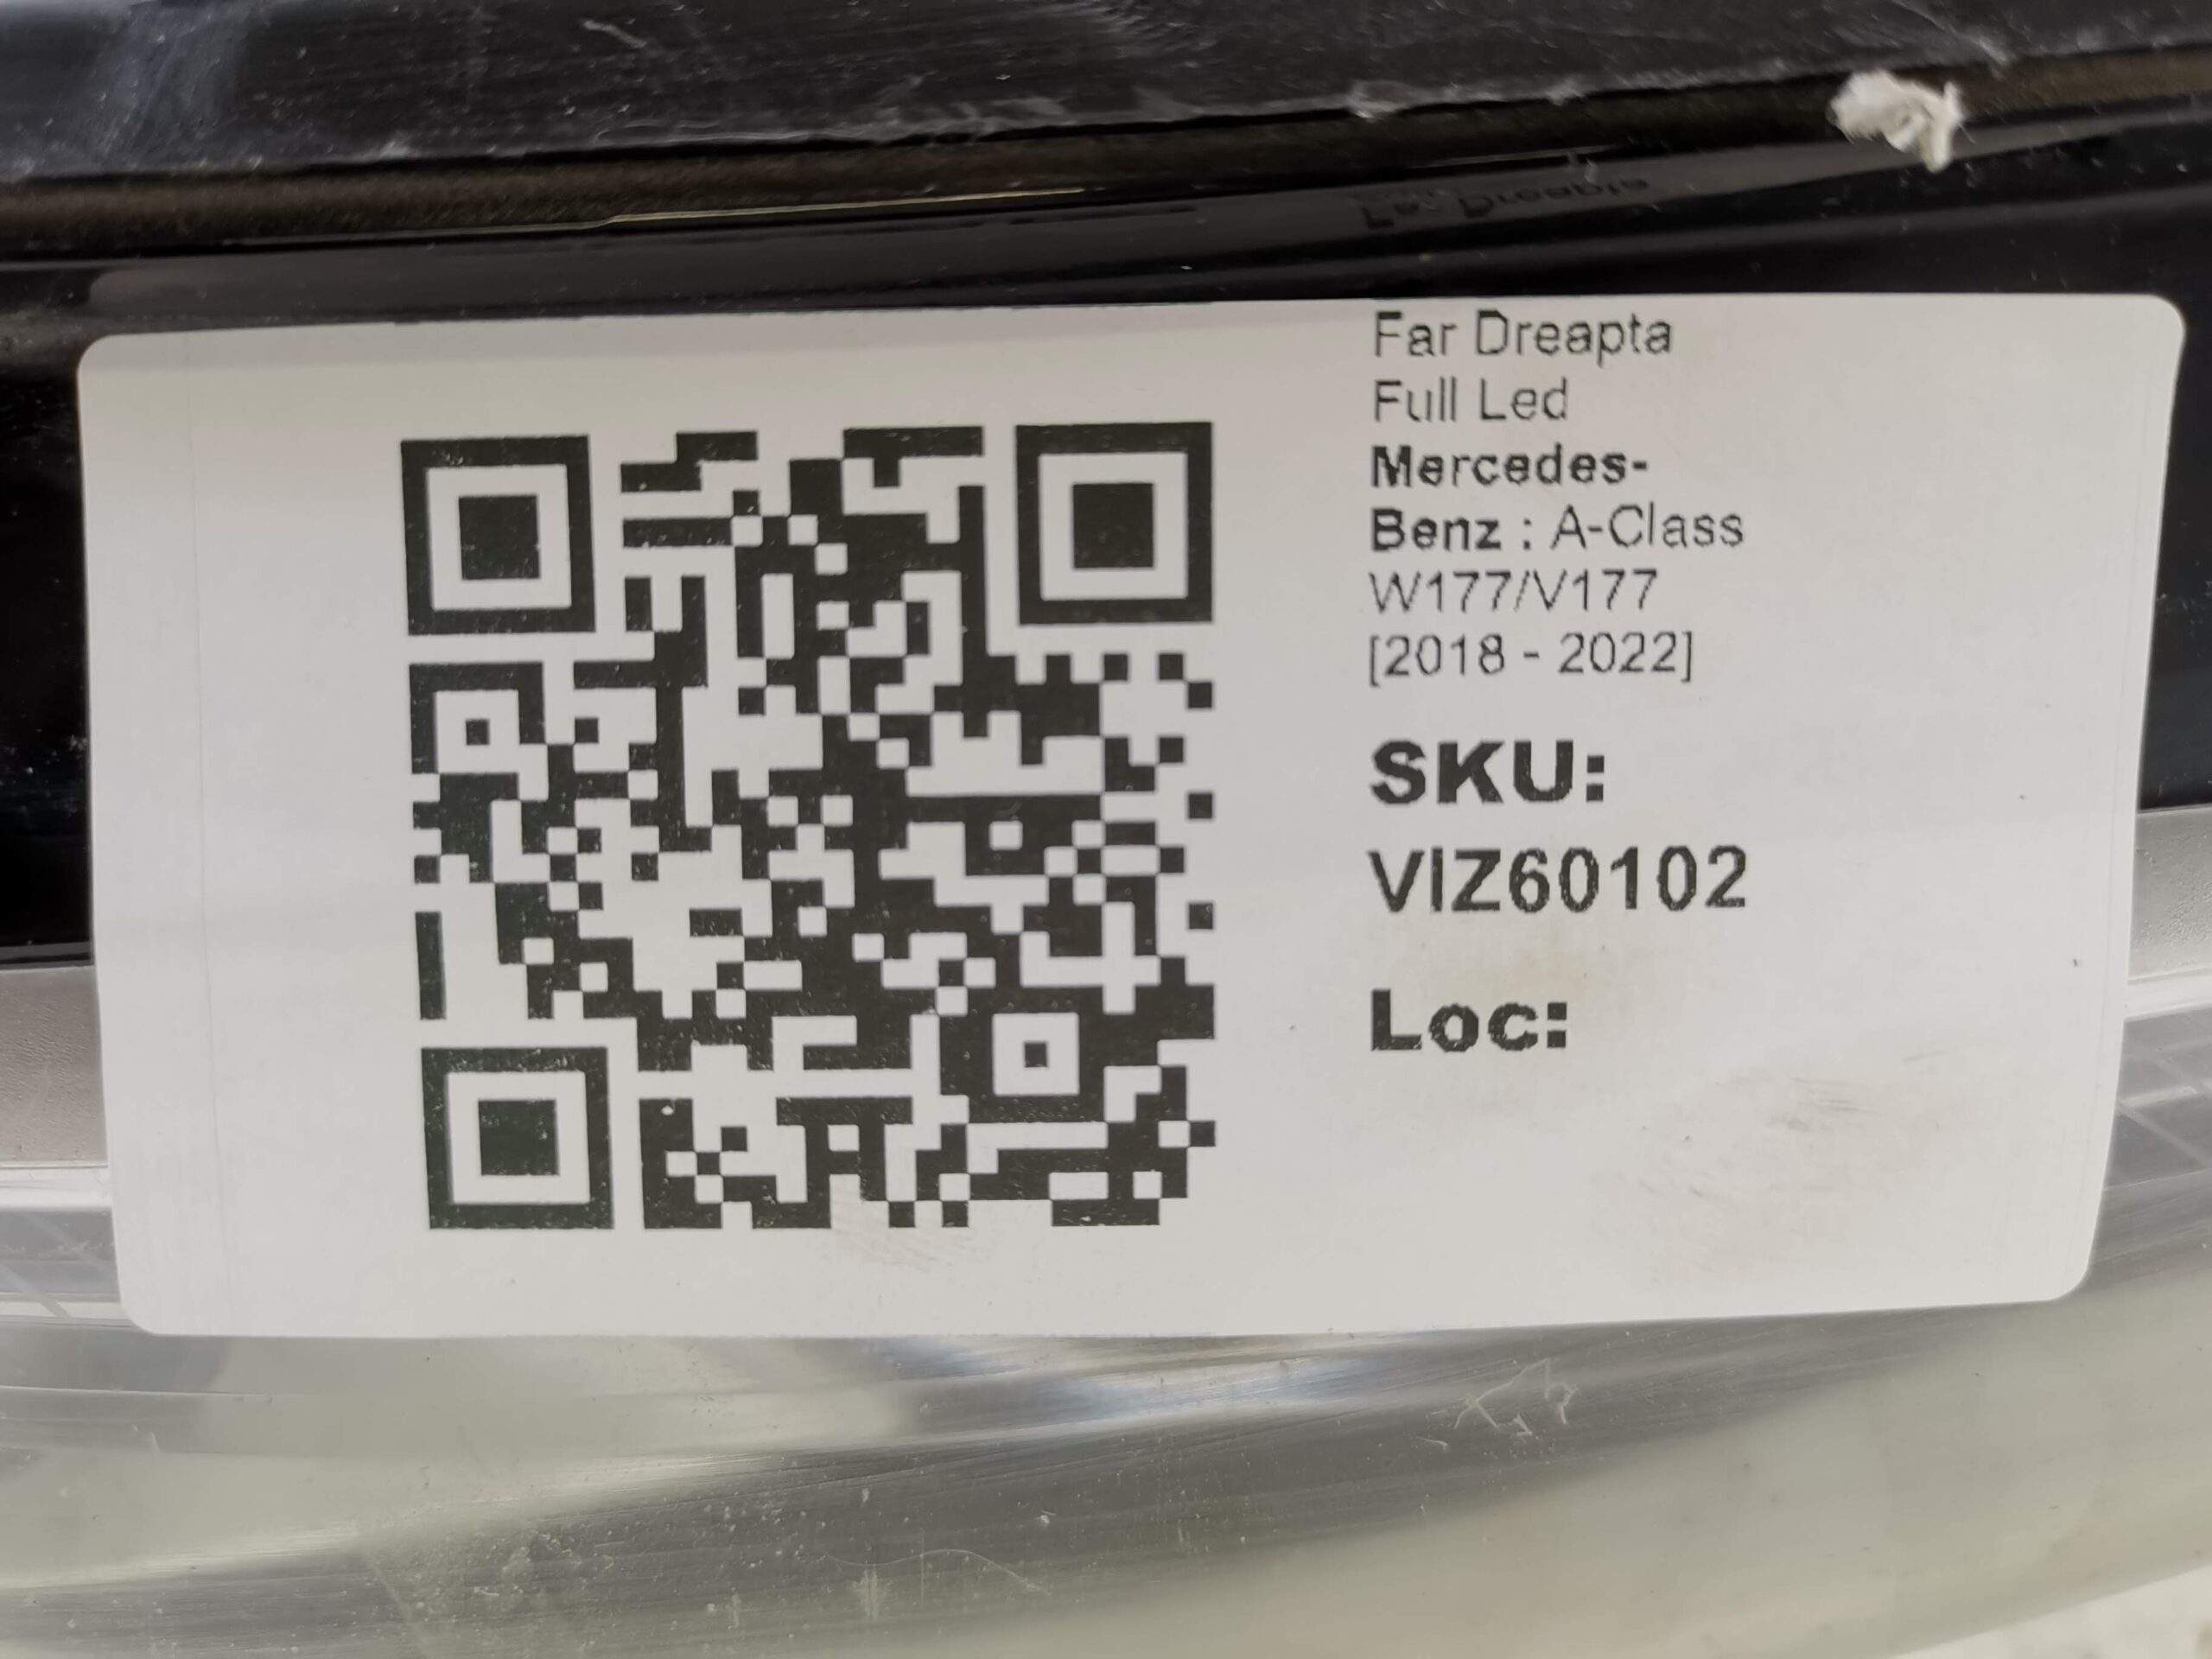 Far Dreapta
Full Led
Mercedes-
Benz : A-Class
W177/V177
[2018 - 2022]
SKU:
VIZ60102
Loc: